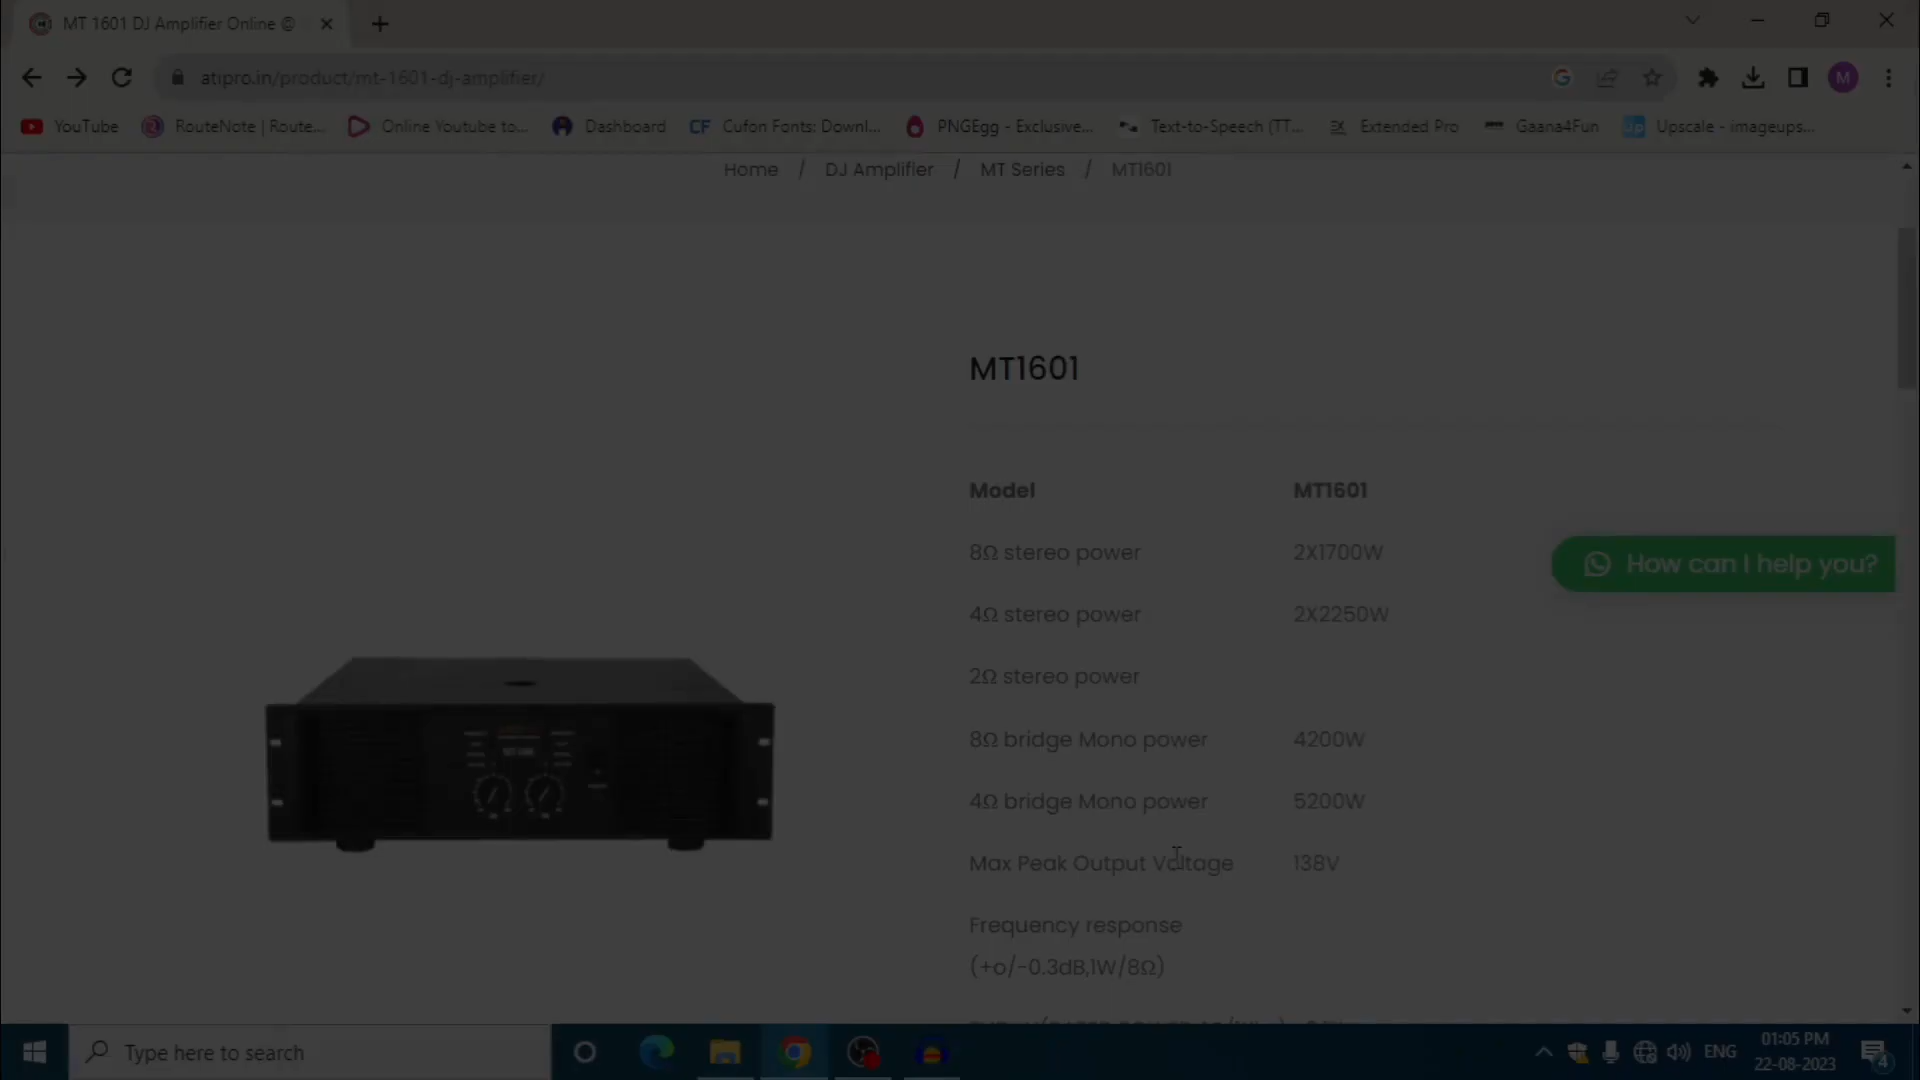 MT 1601 DJ Amplifier Online @
atipro.in/product/mt-1601-dj-amplifier/
M
YouTube
RouteNote | Route...
Online Youtube to...
Dashboard
CF Cufon Fonts: Downl...
PNGEgg - Exclusive...
Text-to-Speech (TT...
Extended Pro
Gaana4Fun
Up Upscale - imageups...
Home / DJ Amplifier / MT Series / MT1601
MT1601
Model MT1601
8Ω stereo power 2X1700W
4Ω stereo power 2X2250W
2Ω stereo power
8Ω bridge Mono power 4200W
4Ω bridge Mono power 5200W
Max Peak Output Voltage 138V
Frequency response
(+o/-0.3dB,1W/8Ω)
How can I help you?
Type here to search
ENG
01:05 PM
22-08-2023
4